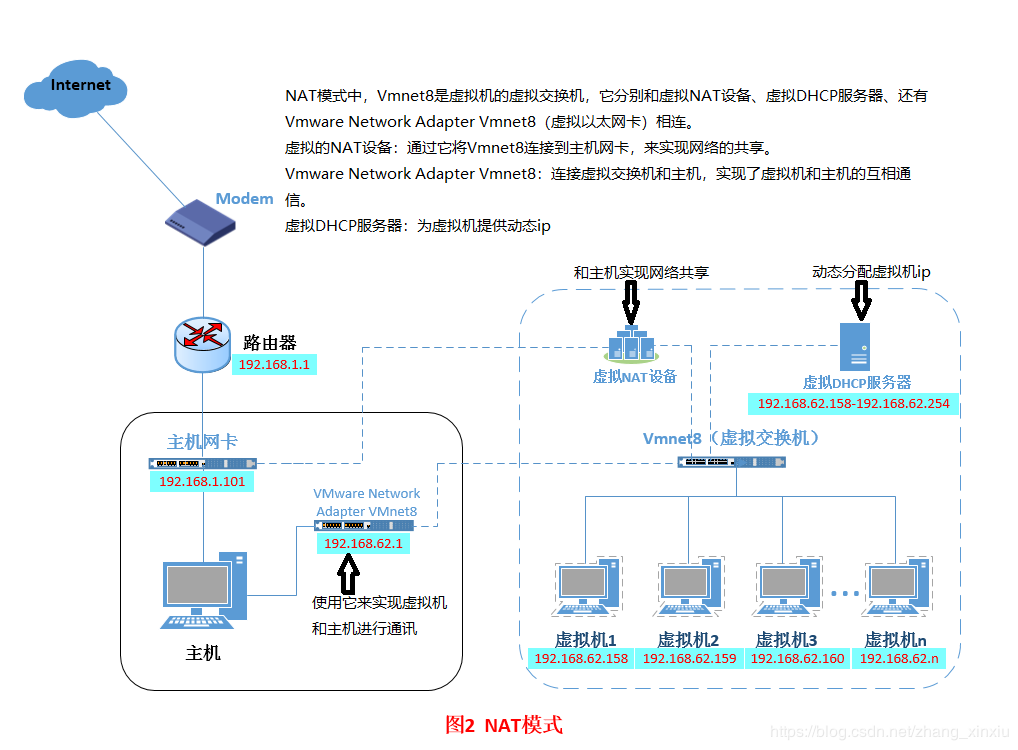 Internet
NAT模式中，Vmnet8是虚拟机的虚拟交换机，它分别和虚拟NAT设备、虚拟DHCP服务器、还有
Vmware Network Adapter Vmnet8（虚拟以太网卡）相连。
虚拟的NAT设备：通过它将Vmnet8连接到主机网卡，来实现网络的共享。
Vmware Network Adapter Vmnet8：连接虚拟交换机和主机，实现了虚拟机和主机的互相通
信。
虚拟DHCP服务器：为虚拟机提供动态ip
Modem
和主机实现网络共享
动态分配虚拟机ip
路由器
192.168.1.1
虚拟NAT设备
虚拟DHCP服务器
192.168.62.158-192.168.62.254
主机网卡
192.168.1.101
Vmnet8（虚拟交换机）
VMware Network
Adapter VMnet8
192.168.62.1
使用它来实现虚拟机
和主机进行通讯
主机
虚拟机1
192.168.62.158
虚拟机2
192.168.62.159
虚拟机3
192.168.62.160
虚拟机n
192.168.62.n
图2 NAT模式
https://blog.csdn.net/zhang_xinxiu